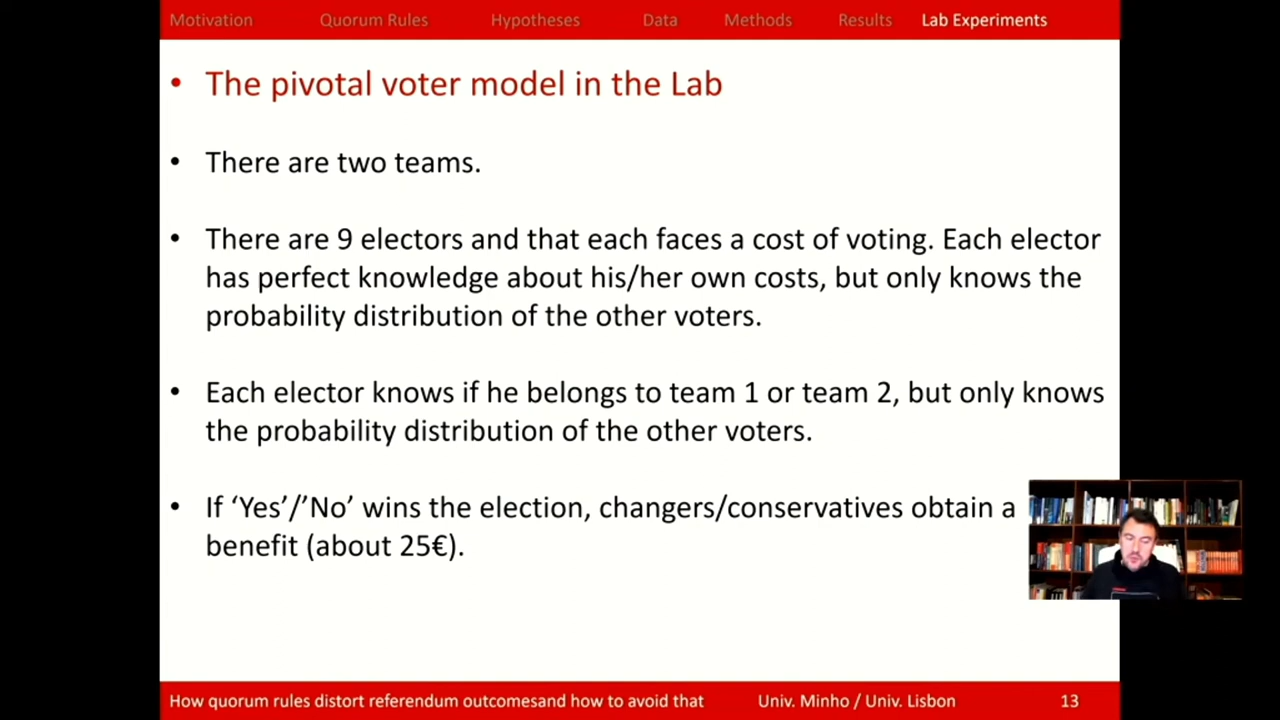 Motivation Quorum Rules Hypotheses Data Methods Results Lab Experiments
• The pivotal voter model in the Lab
• There are two teams.
• There are 9 electors and that each faces a cost of voting. Each elector
has perfect knowledge about his/her own costs, but only knows the
probability distribution of the other voters.
• Each elector knows if he belongs to team 1 or team 2, but only knows
the probability distribution of the other voters.
• If ‘Yes’/’No’ wins the election, changers/conservatives obtain a
benefit (about 25€).
How quorum rules distort referendum outcomesand how to avoid that Univ. Minho / Univ. Lisbon 13